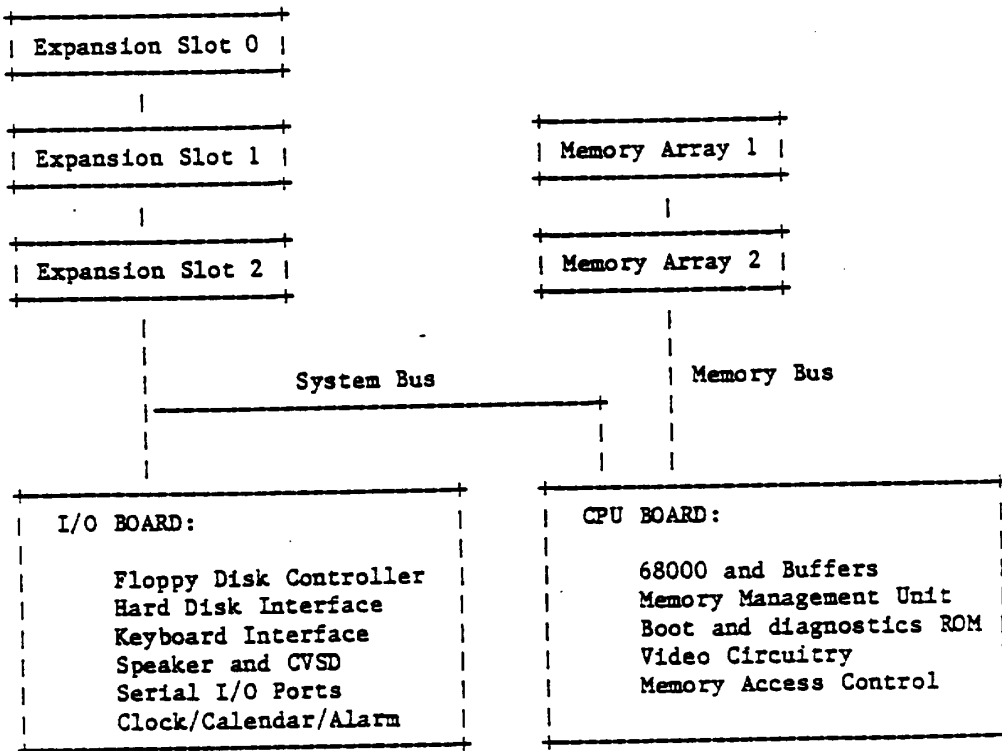 Expansion Slot 0
Expansion Slot 1
Memory Array 1
Expansion Slot 2
Memory Array 2
System Bus
Memory Bus
I/O BOARD:
Floppy Disk Controller
Hard Disk Interface
Keyboard Interface
Speaker and CVSD
Serial I/O Ports
Clock/Calendar/Alarm
CPU BOARD:
68000 and Buffers
Memory Management Unit
Boot and diagnostics ROM
Video Circuitry
Memory Access Control